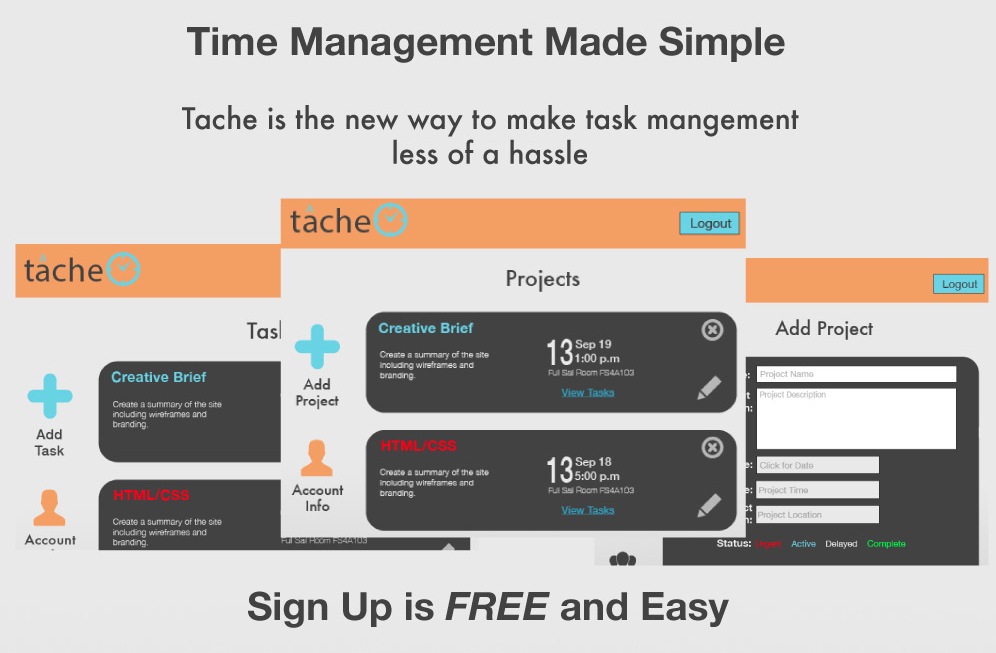 Time Management Made Simple
Tache is the new way to make task mangement
less of a hassle
tache
Logout
Tas
Add
Task
Account
Creative Brief
Create a summary of the site
including wireframes and
branding.
HTML/CSS
Create a summary of the site
including wireframes and
branding.
Full Sail Room FS4A103
tache
Logout
Projects
Add
Project
Account
Info
Creative Brief
Create a summary of the site
including wireframes and
branding.
13 Sep 19
1:00 p.m
Full Sail Room FS4A103
View Tasks
HTML/CSS
Create a summary of the site
including wireframes and
branding.
13 Sep 18
5:00 p.m
Full Sail Room FS4A103
View Tasks
Add Project
Project Name
Project Description
Click for Date
Project Time
Project Location
Status: Urgent Active Delayed Complete
Sign Up is FREE and Easy